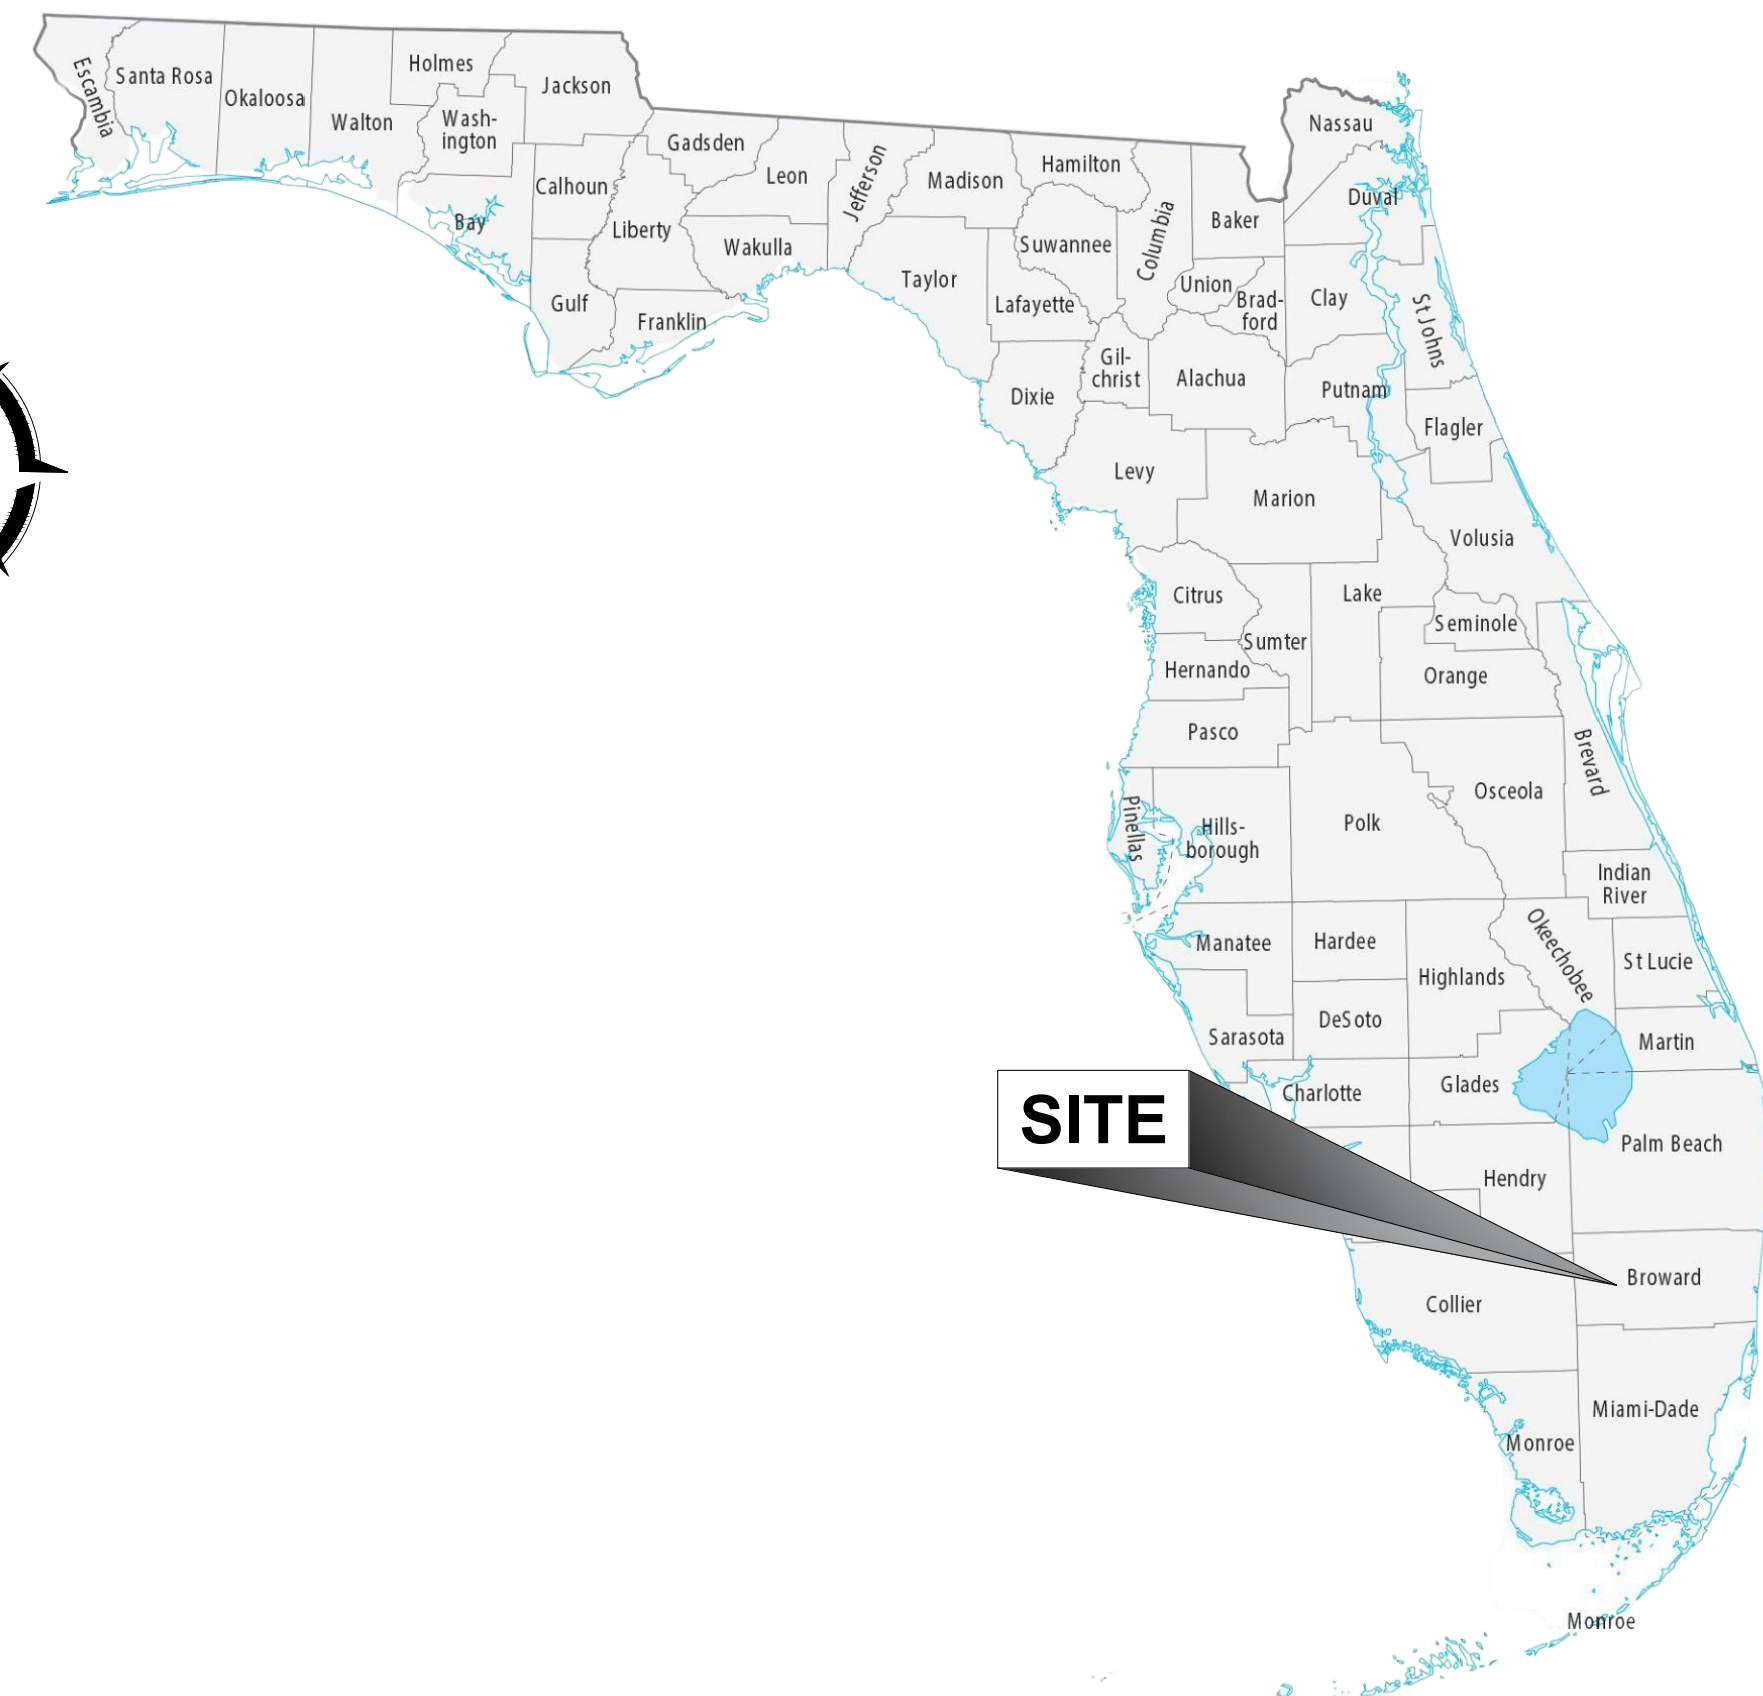 Escambia
Santa Rosa
Okaloosa
Walton
Holmes
Wash-
ington
Jackson
Bay
Calhoun
Gulf
Liberty
Gadsden
Franklin
Leon
Wakulla
Jefferson
Madison
Taylor
Hamilton
Suwannee
Lafayette
Dixie
Columbia
Gil-
christ
Baker
Union
Brad-
ford
Alachua
Levy
Nassau
Duval
Clay
St Johns
Putnam
Flagler
Marion
Volusia
Citrus
Sumter
Lake
Seminole
Hernando
Orange
Pasco
Pinellas
Hills-
borough
Polk
Osceola
Brevard
Indian
River
Manatee
Hardee
Highlands
Okeechobee
St Lucie
Sarasota
DeSoto
Martin
Charlotte
Glades
SITE
Palm Beach
Hendry
Broward
Collier
Miami-Dade
Monroe
Monroe